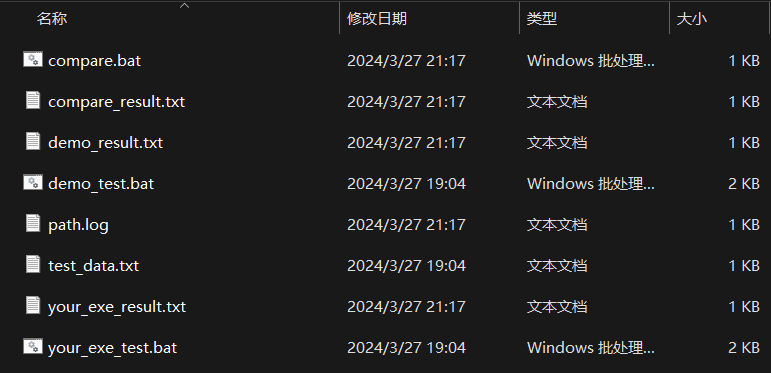 名称 修改日期 类型 大小
compare.bat 2024/3/27 21:17 Windows 批处理... 1 KB
compare_result.txt 2024/3/27 21:17 文本文档 1 KB
demo_result.txt 2024/3/27 21:17 文本文档 1 KB
demo_test.bat 2024/3/27 19:04 Windows 批处理... 2 KB
path.log 2024/3/27 21:17 文本文档 1 KB
test_data.txt 2024/3/27 19:04 文本文档 1 KB
your_exe_result.txt 2024/3/27 21:17 文本文档 1 KB
your_exe_test.bat 2024/3/27 19:04 Windows 批处理... 2 KB